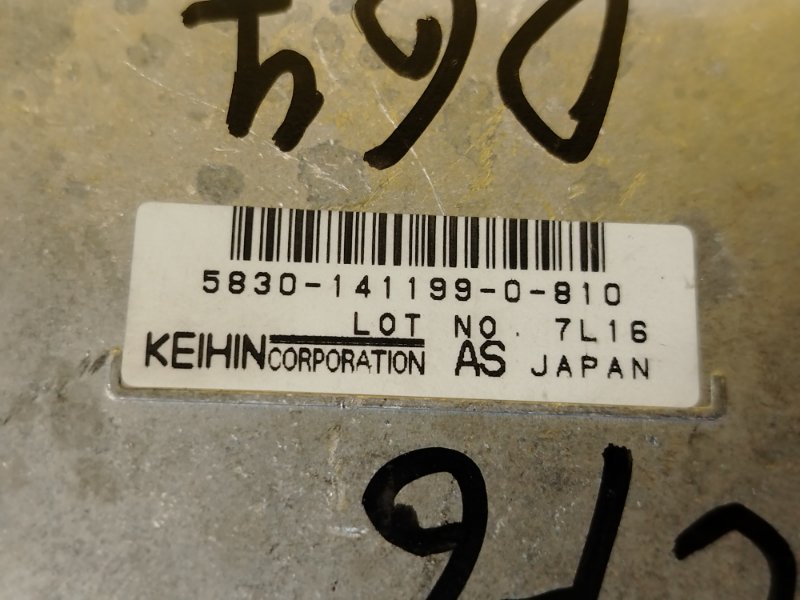 5830-141199-0-810
LOT NO. 7L16
KEIHIN CORPORATION AS JAPAN